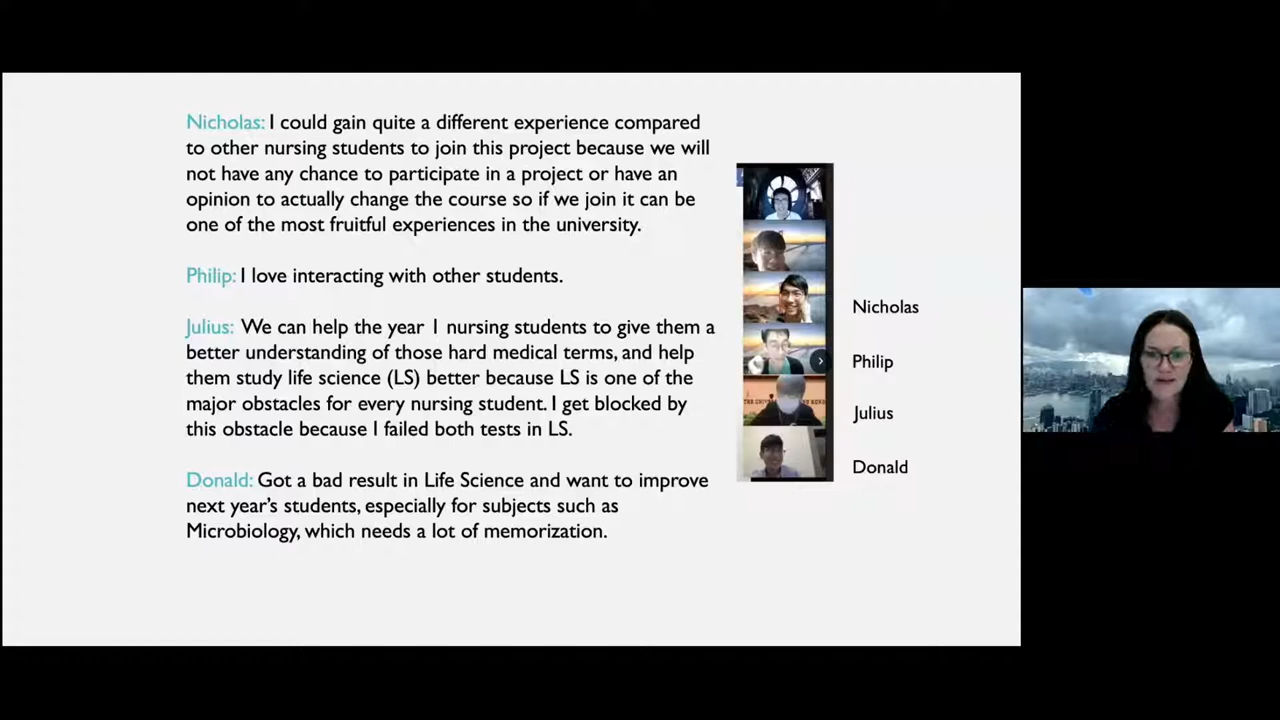 Nicholas: I could gain quite a different experience compared
to other nursing students to join this project because we will
not have any chance to participate in a project or have an
opinion to actually change the course so if we join it can be
one of the most fruitful experiences in the university.
Philip: I love interacting with other students.
Julius: We can help the year 1 nursing students to give them a
better understanding of those hard medical terms, and help
them study life science (LS) better because LS is one of the
major obstacles for every nursing student. I get blocked by
this obstacle because I failed both tests in LS.
Donald: Got a bad result in Life Science and want to improve
next year's students, especially for subjects such as
Microbiology, which needs a lot of memorization.
Nicholas
Philip
Julius
Donald